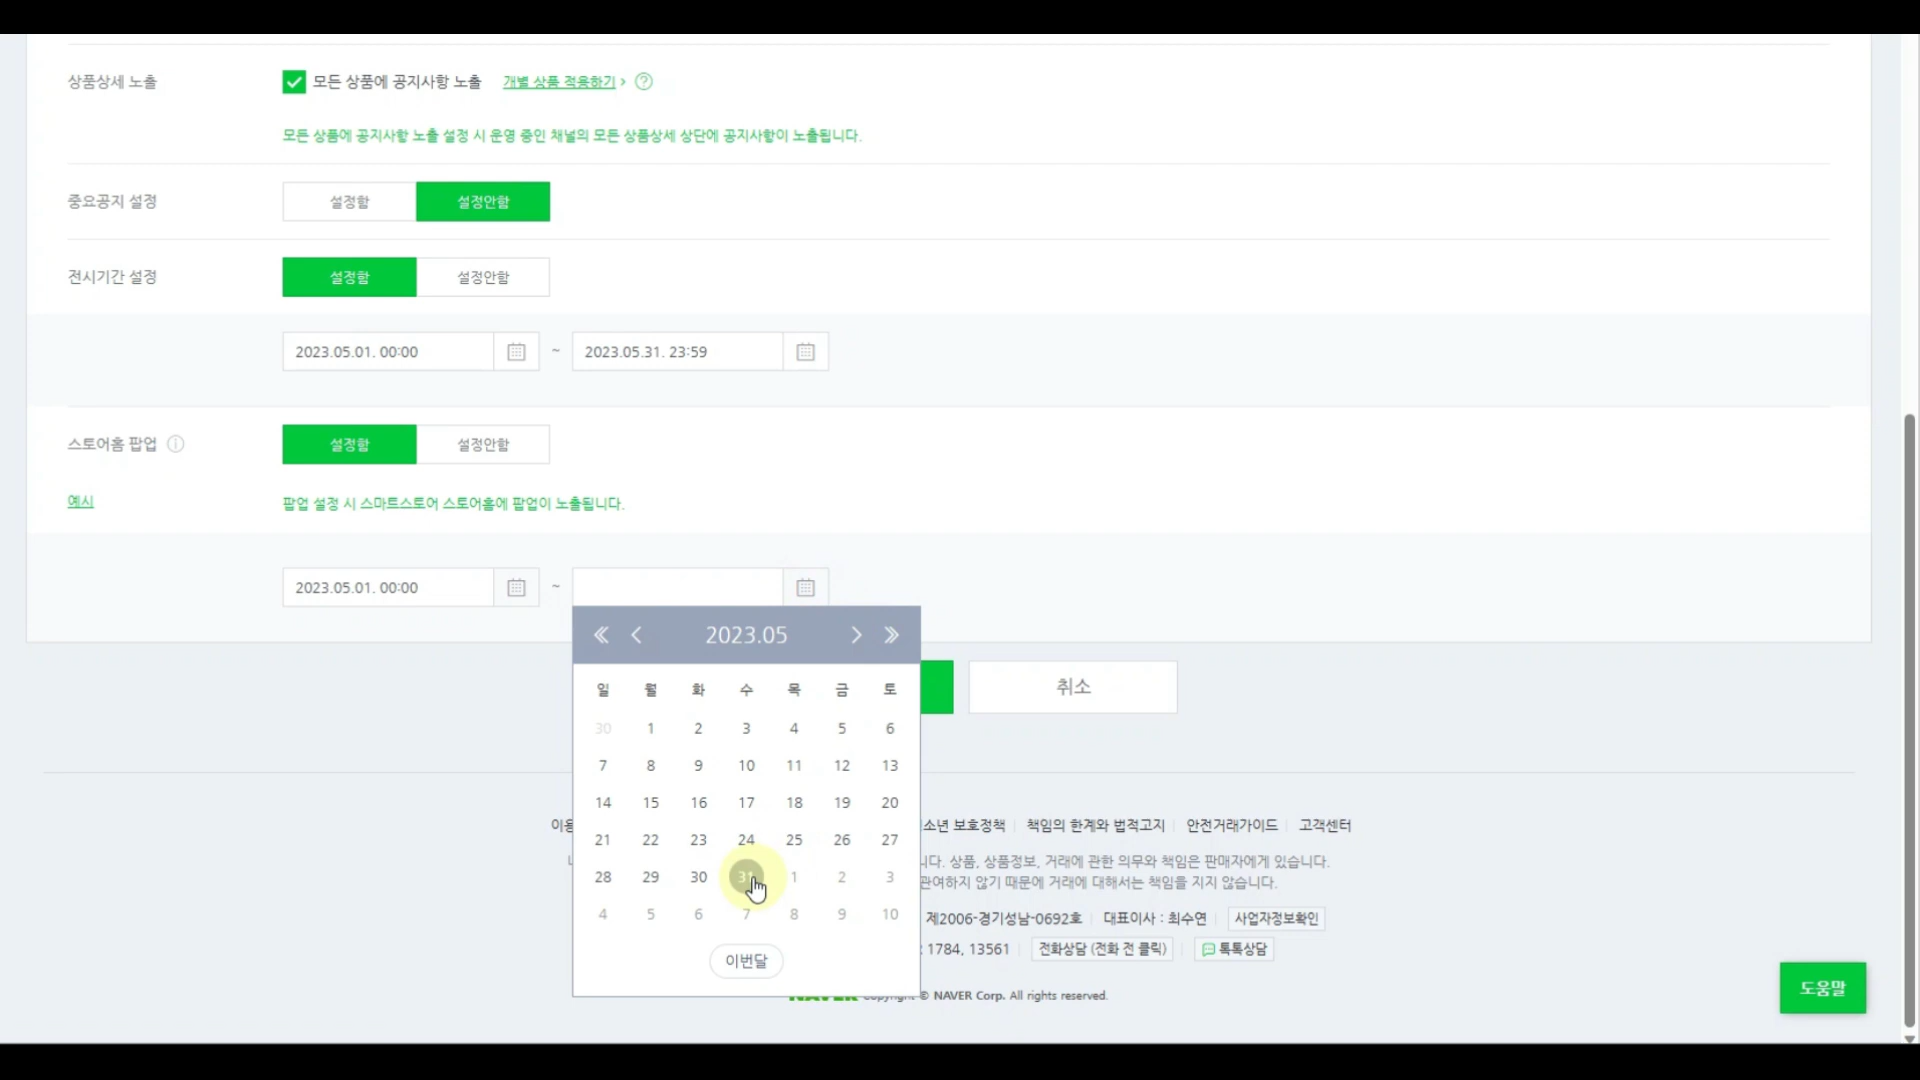 상품상세 노출
모든 상품에 공지사항 노출 개별 상품 적용하기 > ?
모든 상품에 공지사항 노출 설정 시 운영 중인 채널의 모든 상품상세 상단에 공지사항이 노출됩니다.
중요공지 설정
설정함 설정안함
전시기간 설정
설정함 설정안함
2023.05.01. 00:00 ~ 2023.05.31. 23:59
스토어홈 팝업
설정함 설정안함
예시
팝업 설정 시 스마트스토어 스토어홈에 팝업이 노출됩니다.
2023.05.01. 00:00 ~
2023.05
일 월 화 수 목 금 토
30 1 2 3 4 5 6
7 8 9 10 11 12 13
14 15 16 17 18 19 20
21 22 23 24 25 26 27
28 29 30 31 1 2 3
4 5 6 7 8 9 10
이번달
취소
소년 보호정책 책임의 한계와 법적고지 안전거래가이드 고객센터
니다. 상품, 상품정보, 거래에 관한 의무와 책임은 판매자에게 있습니다.
관여하지 않기 때문에 거래에 대해서는 책임을 지지 않습니다.
제2006-경기성남-0692호 대표이사 : 최수연 사업자정보확인
: 1784, 13561 전화상담 (전화 전 클릭) 톡톡상담
NAVER Copyright © NAVER Corp. All rights reserved.
도움말